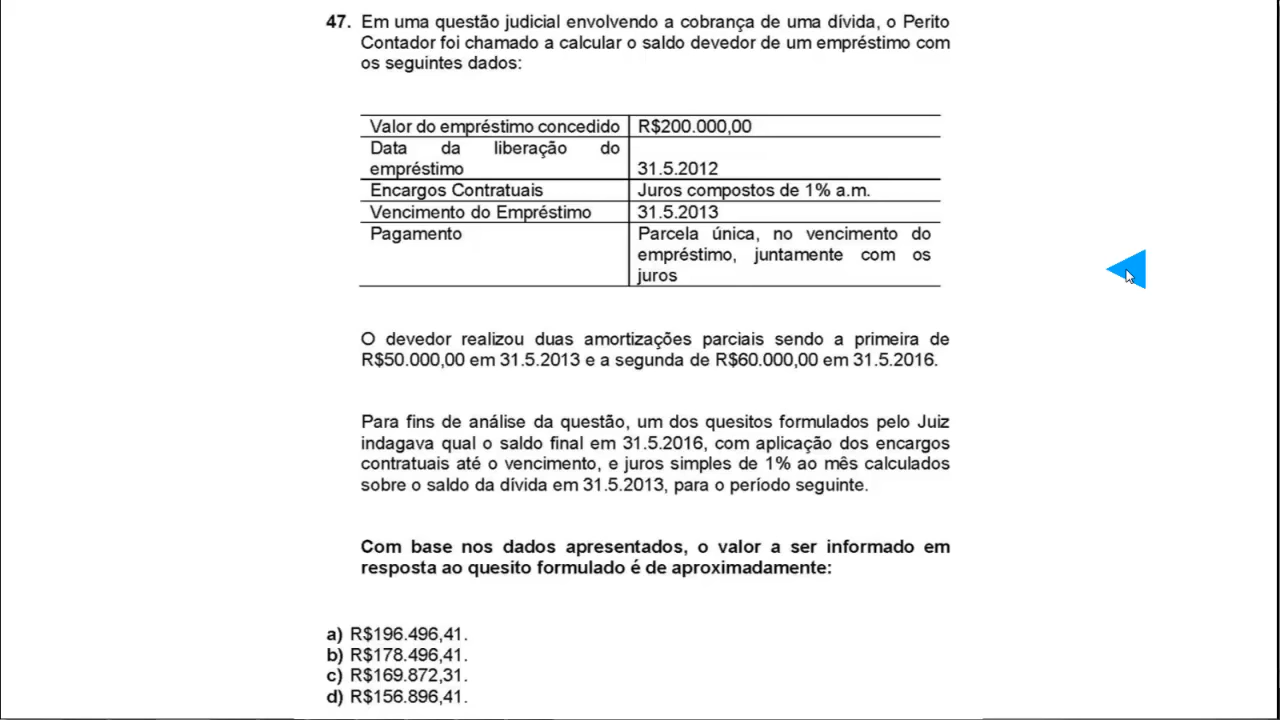 47. Em uma questão judicial envolvendo a cobrança de uma dívida, o Perito
Contador foi chamado a calcular o saldo devedor de um empréstimo com
os seguintes dados:
Valor do empréstimo concedido R$200.000,00
Data da liberação do
empréstimo 31.5.2012
Encargos Contratuais Juros compostos de 1% a.m.
Vencimento do Empréstimo 31.5.2013
Pagamento Parcela única, no vencimento do
empréstimo, juntamente com os
juros
O devedor realizou duas amortizações parciais sendo a primeira de
R$50.000,00 em 31.5.2013 e a segunda de R$60.000,00 em 31.5.2016.
Para fins de análise da questão, um dos quesitos formulados pelo Juiz
indagava qual o saldo final em 31.5.2016, com aplicação dos encargos
contratuais até o vencimento, e juros simples de 1% ao mês calculados
sobre o saldo da dívida em 31.5.2013, para o período seguinte.
Com base nos dados apresentados, o valor a ser informado em
resposta ao quesito formulado é de aproximadamente:
a) R$196.496,41.
b) R$178.496,41.
c) R$169.872,31.
d) R$156.896,41.